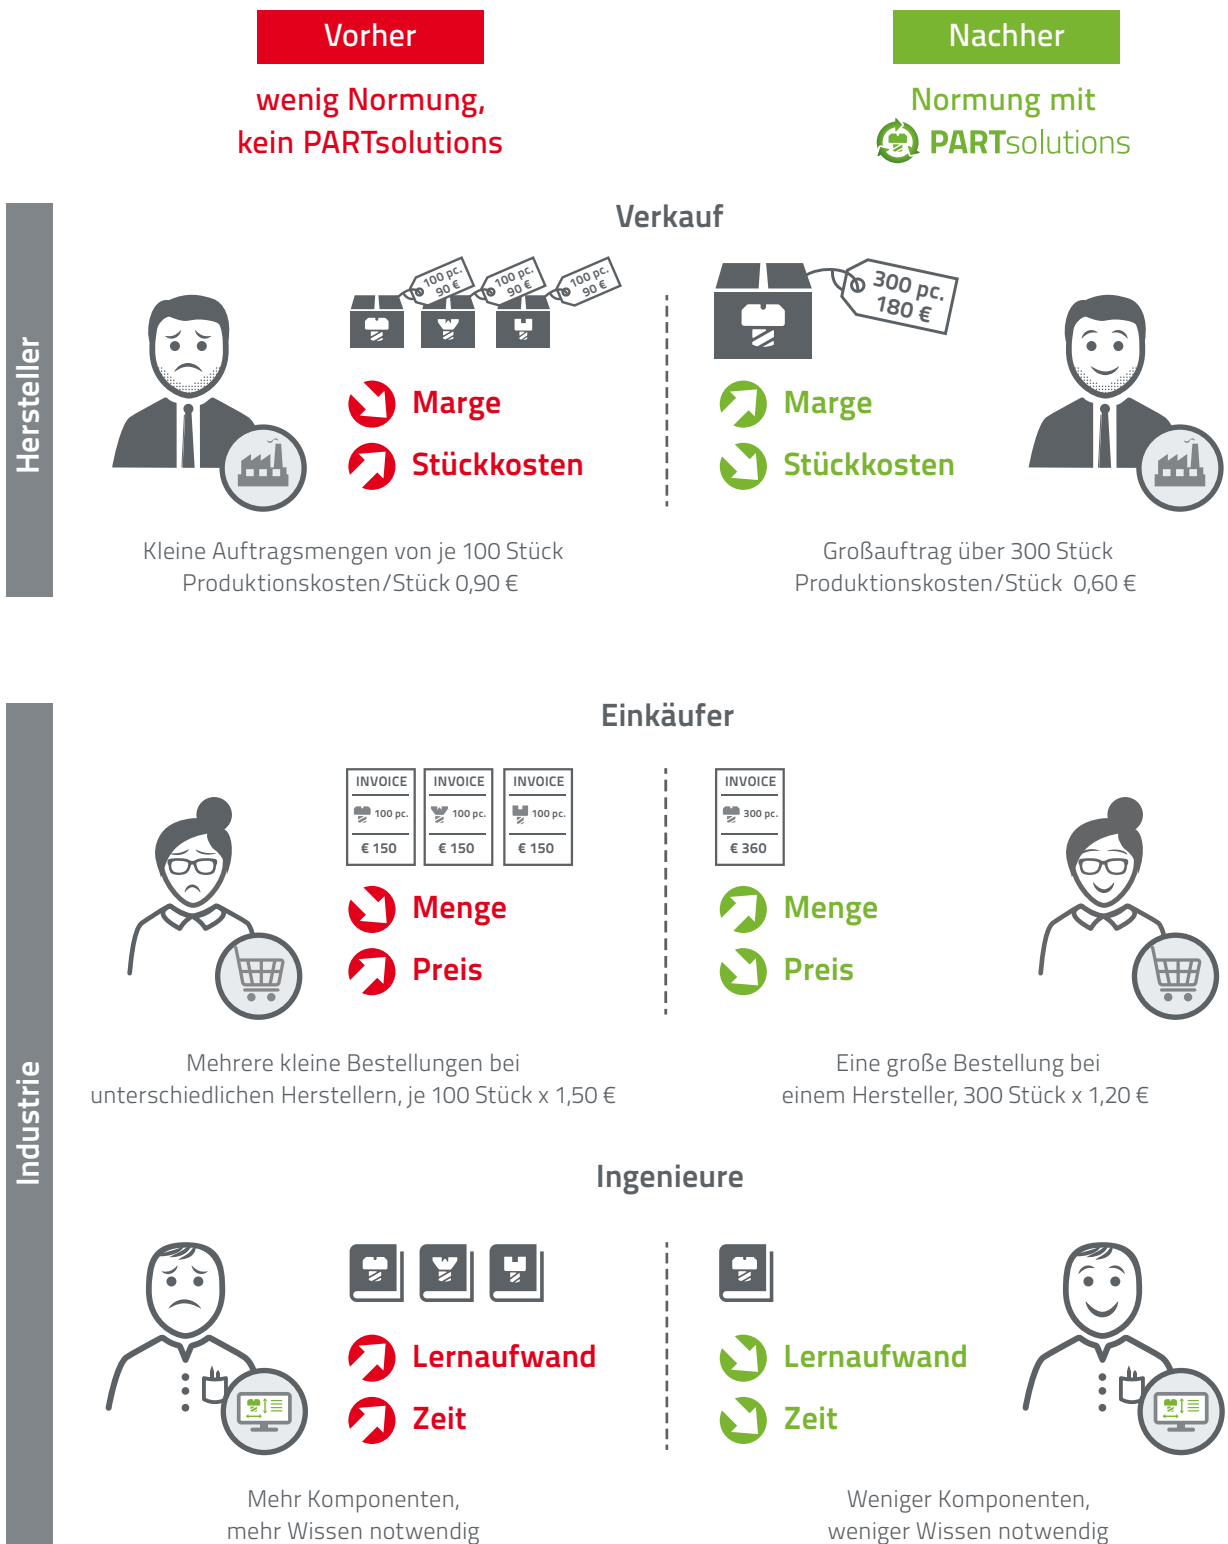 Vorher
wenig Normung,
kein PARTsolutions
Nachher
Normung mit
PARTsolutions
Hersteller
Verkauf
100 pc.
90 €
100 pc.
90 €
100 pc.
90 €
Marge
Stückkosten
Kleine Auftragsmengen von je 100 Stück
Produktionskosten/Stück 0,90 €
300 pc.
180 €
Marge
Stückkosten
Großauftrag über 300 Stück
Produktionskosten/Stück 0,60 €
Industrie
Einkäufer
INVOICE
100 pc.
€ 150
INVOICE
100 pc.
€ 150
INVOICE
100 pc.
€ 150
Menge
Preis
Mehrere kleine Bestellungen bei
unterschiedlichen Herstellern, je 100 Stück x 1,50 €
INVOICE
300 pc.
€ 360
Menge
Preis
Eine große Bestellung bei
einem Hersteller, 300 Stück x 1,20 €
Ingenieure
Lernaufwand
Zeit
Mehr Komponenten,
mehr Wissen notwendig
Lernaufwand
Zeit
Weniger Komponenten,
weniger Wissen notwendig